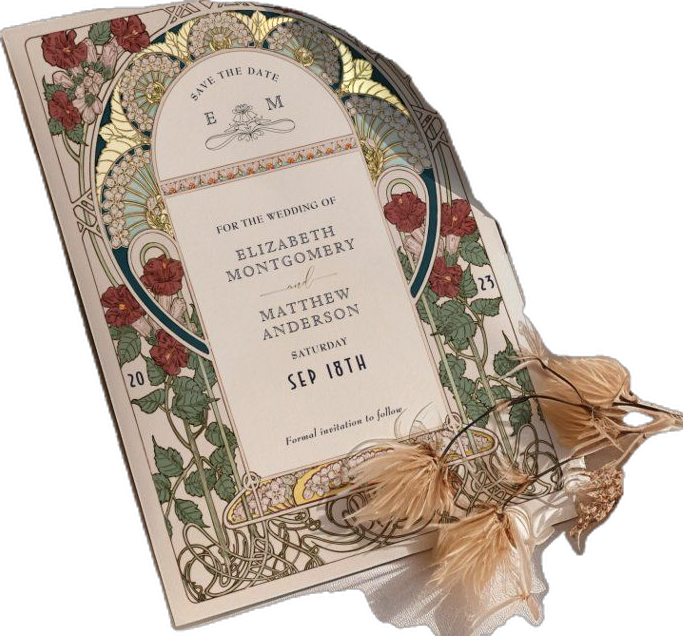 SAVE THE DATE
E M
FOR THE WEDDING OF
ELIZABETH
MONTGOMERY
and
MATTHEW
ANDERSON
SATURDAY
SEP 18TH
20 23
Formal invitation to follow